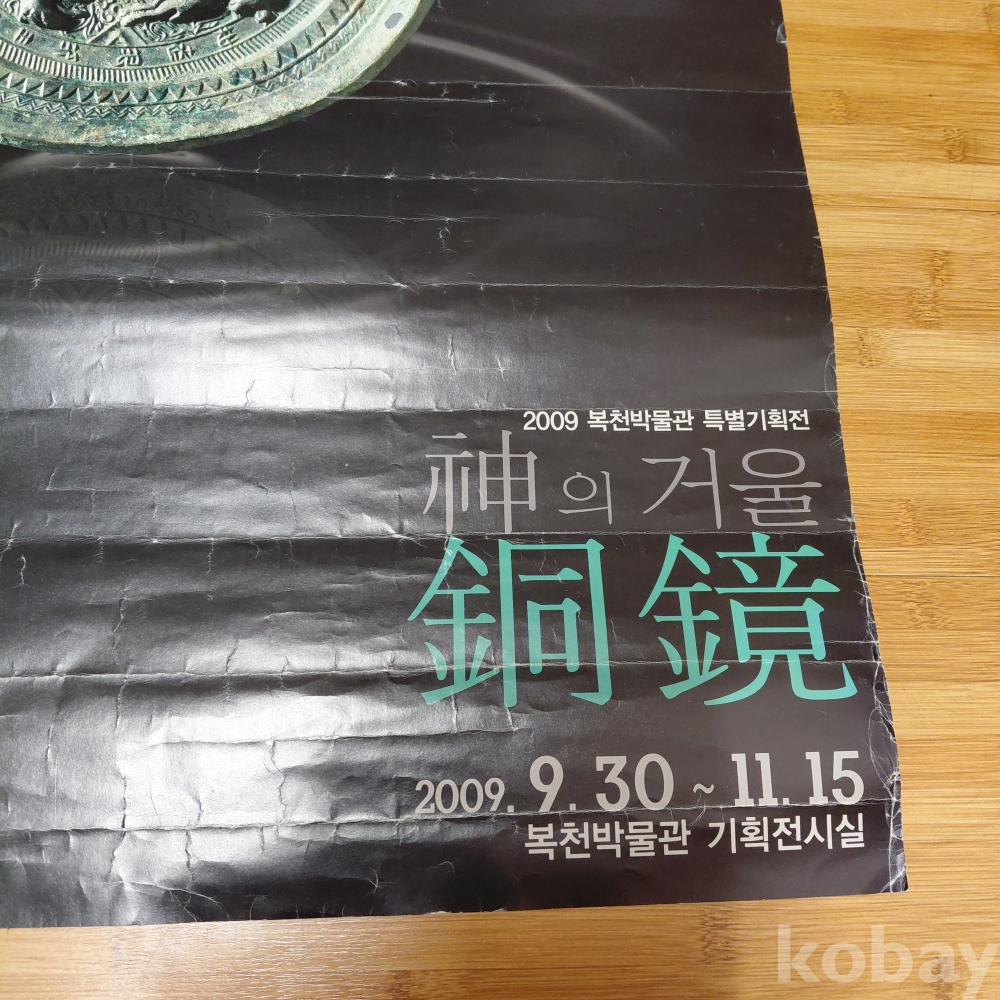 2009 복천박물관 특별기획전
神의 거울
銅鏡
2009. 9. 30 ~ 11. 15
복천박물관 기획전시실
kobay